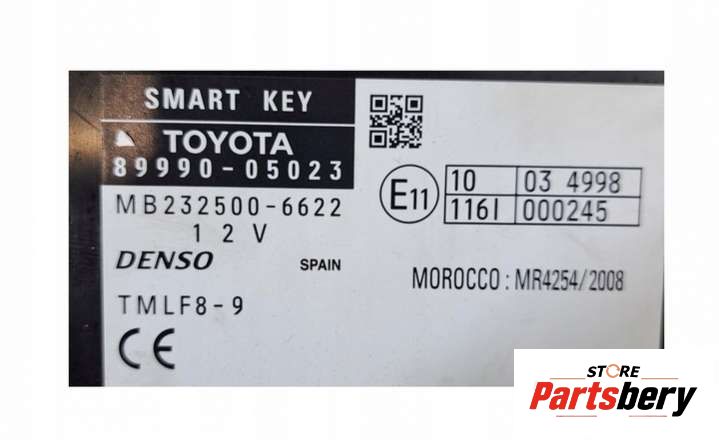 SMART KEY
TOYOTA
89990-05023
MB232500-6622
12V
DENSO SPAIN
TMLF8-9
CE
E11
10 03 4998
116I 000245
MOROCCO : MR4254/2008
STORE
Partsbery